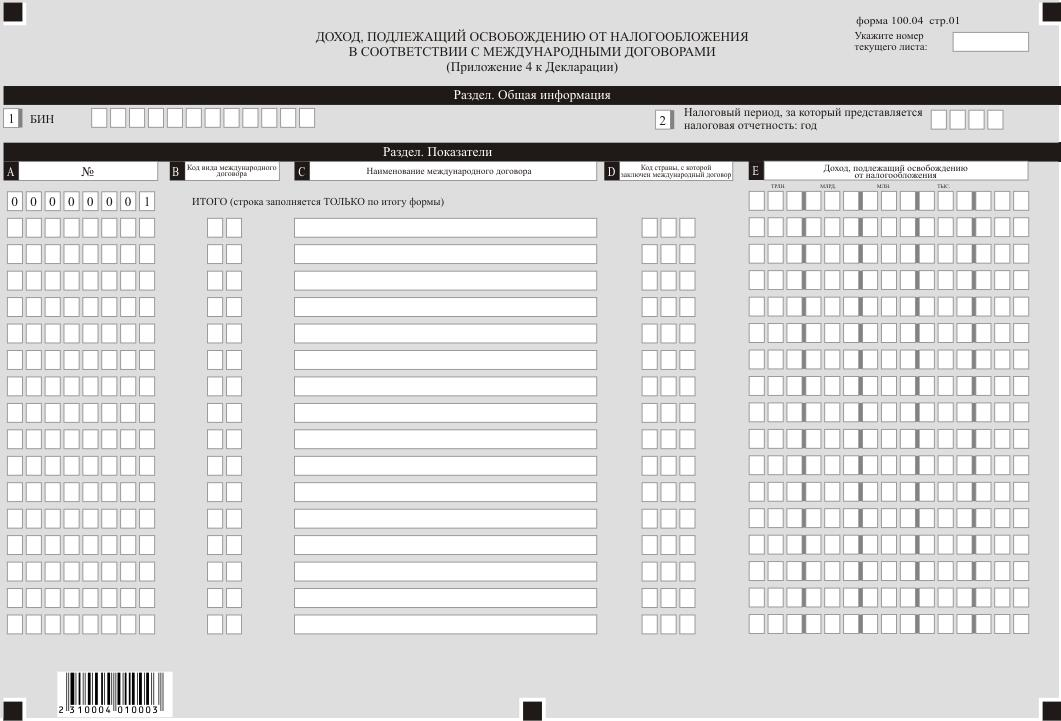 форма 100.04 стр.01
ДОХОД, ПОДЛЕЖАЩИЙ ОСВОБОЖДЕНИЮ ОТ НАЛОГООБЛОЖЕНИЯ
В СООТВЕТСТВИИ С МЕЖДУНАРОДНЫМИ ДОГОВОРАМИ
(Приложение 4 к Декларации)
Укажите номер
текущего листа:
Раздел. Общая информация
1 БИН
2 Налоговый период, за который представляется
налоговая отчетность: год
Раздел. Показатели
A №
B Код вида международного
договора
C Наименование международного договора
D Код страны, с которой
заключен международный договор
E Доход, подлежащий освобождению
от налогообложения
ТРЛН. МЛРД. МЛН. ТЫС.
0 0 0 0 0 0 0 1 ИТОГО (строка заполняется ТОЛЬКО по итогу формы)
2 310004 010003